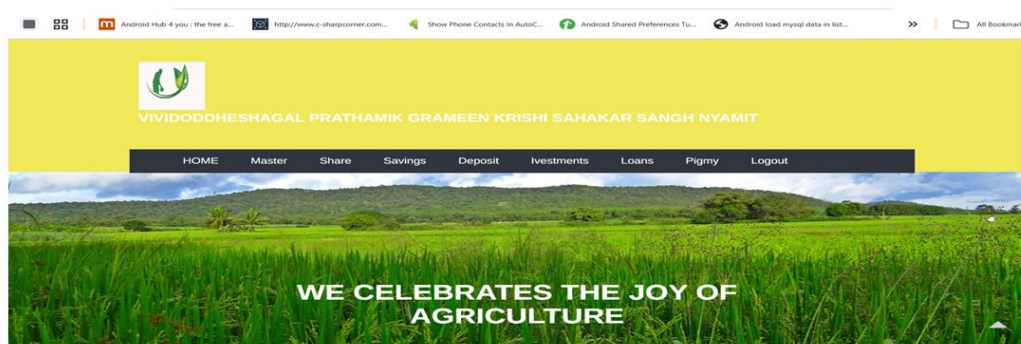 Android Hub 4 you : the free a... http://www.c-sharpcorner.com... Show Phone Contacts In AutoC... Android Shared Preferences Tu... Android load mysql data in list... All Bookmark
VIVIDODDHESHAGAL PRATHAMIK GRAMEEN KRISHI SAHAKAR SANGH NYAMIT
HOME Master Share Savings Deposit Ivestments Loans Pigmy Logout
WE CELEBRATES THE JOY OF
AGRICULTURE